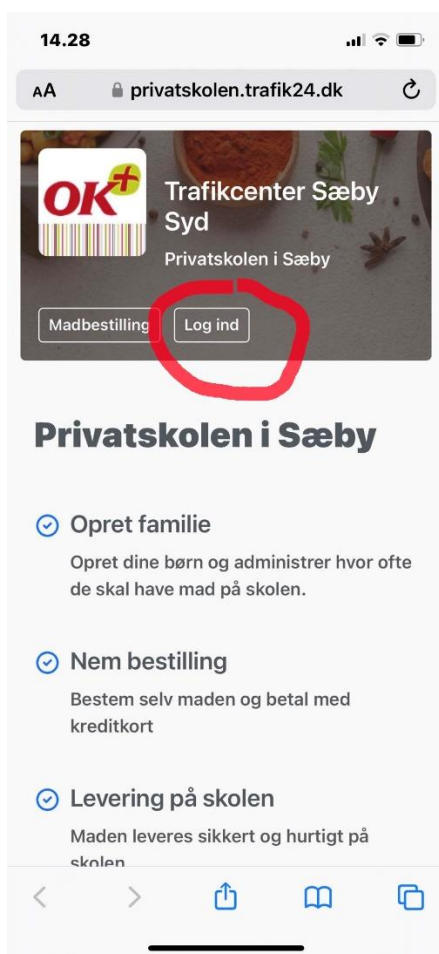 14.28
AA privatskolen.trafik24.dk
OK+
Trafikcenter Sæby
Syd
Privatskolen i Sæby
Madbestilling Log ind
Privatskolen i Sæby
Opret familie
Opret dine børn og administrer hvor ofte
de skal have mad på skolen.
Nem bestilling
Bestem selv maden og betal med
kreditkort
Levering på skolen
Maden leveres sikkert og hurtigt på
skolen